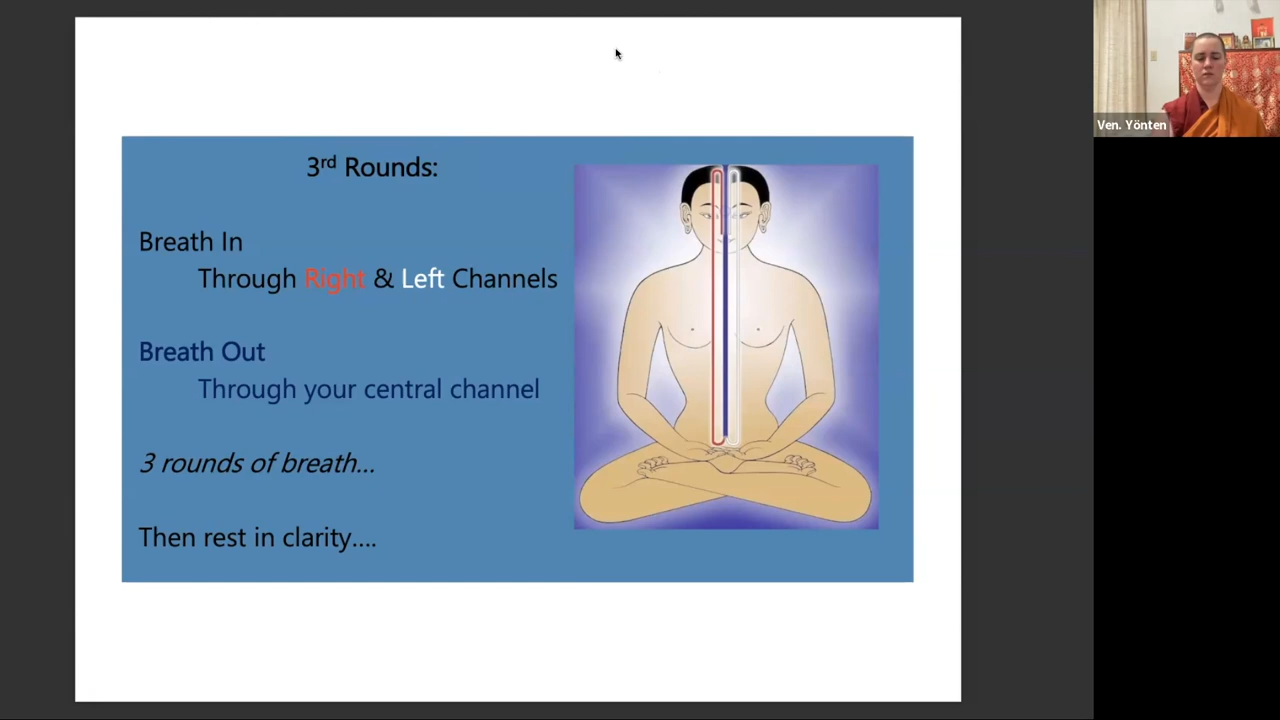 3rd Rounds:
Breath In
Through Right & Left Channels
Breath Out
Through your central channel
3 rounds of breath...
Then rest in clarity....
Ven. Yönten